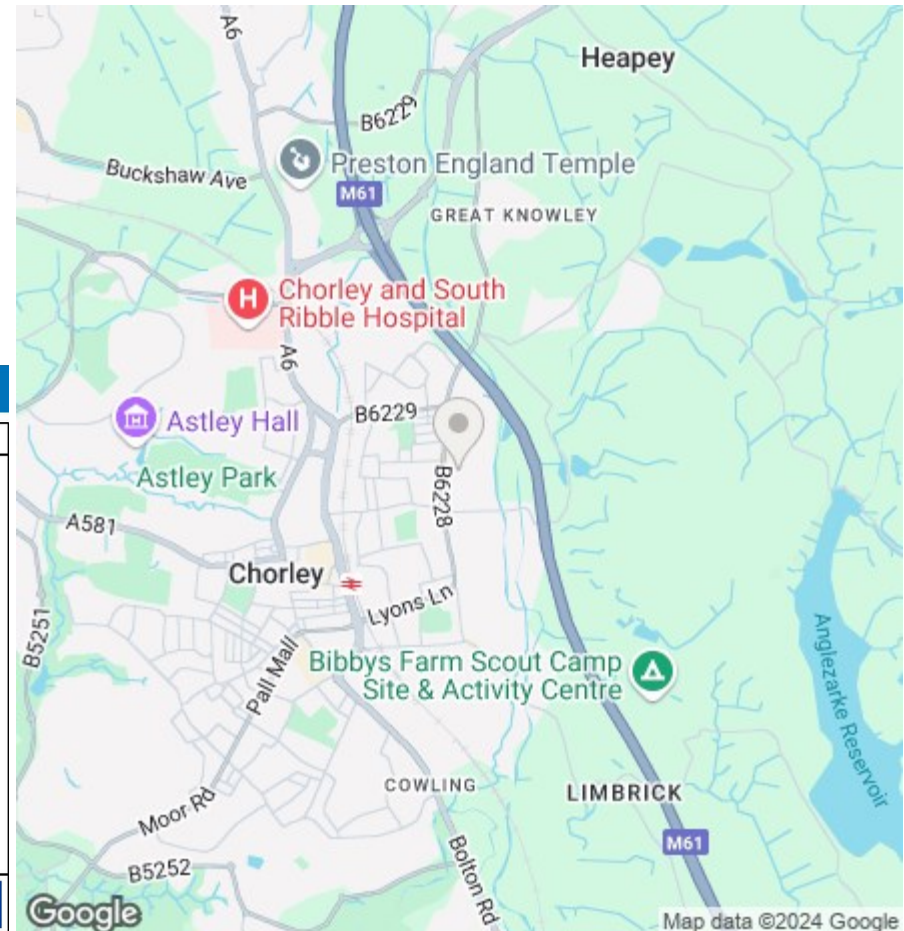 A6
Heapey
B6229
Buckshaw Ave
Preston England Temple
M61
GREAT KNOWLEY
H
Chorley and South
Ribble Hospital
A6
B6229
Astley Hall
Astley Park
B6228
A581
Chorley
Lyons Ln
B5251
Pall Mall
Bibbys Farm Scout Camp
Site & Activity Centre
Anglezarke Reservoir
COWLING
LIMBRICK
Moor Rd
M61
B5252
Bolton Rd
Google
Map data ©2024 Google